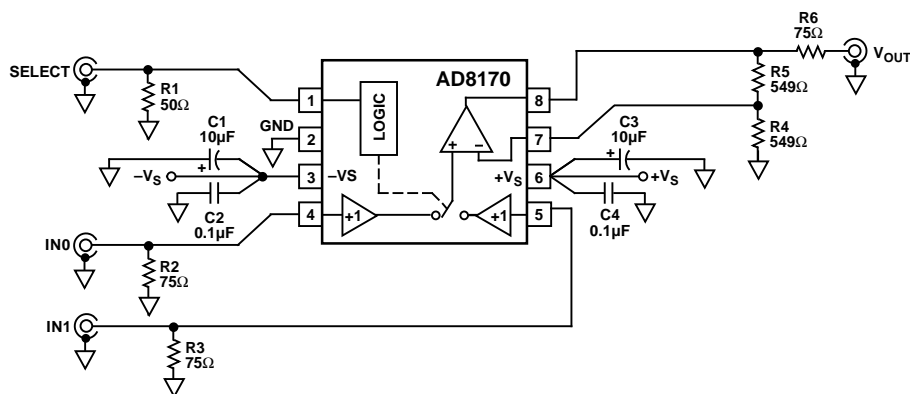 R6
75Ω
VOUT
SELECT
AD8170
R5
549Ω
R1
50Ω
1
LOGIC
8
C1
10µF
GND
2
+
−
7
C3
10µF
R4
549Ω
+
−VS
3
−VS
+VS
6
+
+VS
C2
0.1µF
4
+1
+1
5
C4
0.1µF
IN0
R2
75Ω
IN1
R3
75Ω